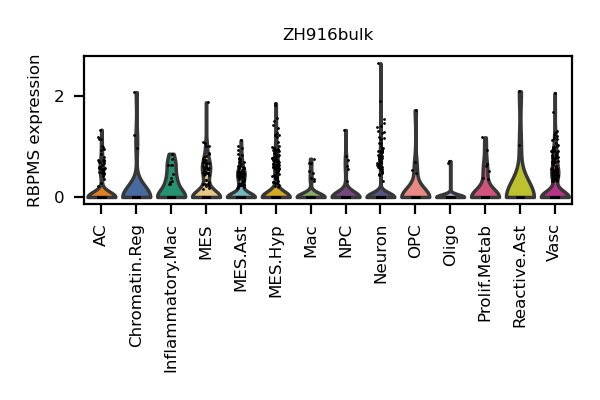 ZH916bulk
RBPMS expression
2
0
AC
Chromatin.Reg
Inflammatory.Mac
MES
MES.Ast
MES.Hyp
Mac
NPC
Neuron
OPC
Oligo
Prolif.Metab
Reactive.Ast
Vasc